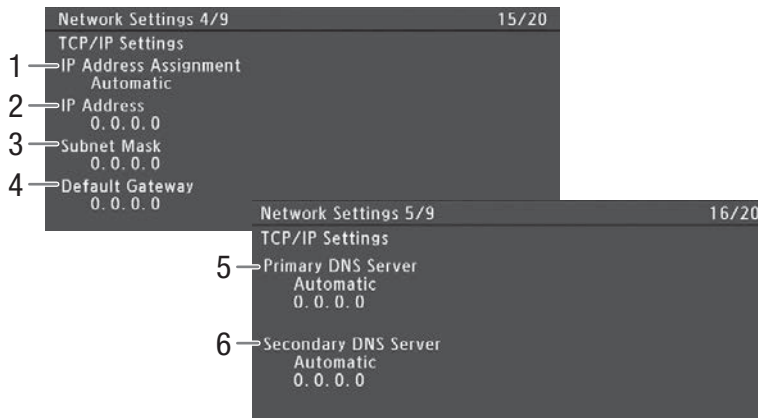 Network Settings 4/9 15/20
TCP/IP Settings
1 IP Address Assignment
Automatic
2 IP Address
0.0.0.0
3 Subnet Mask
0.0.0.0
4 Default Gateway
0.0.0.0
Network Settings 5/9 16/20
TCP/IP Settings
5 Primary DNS Server
Automatic
0.0.0.0
6 Secondary DNS Server
Automatic
0.0.0.0